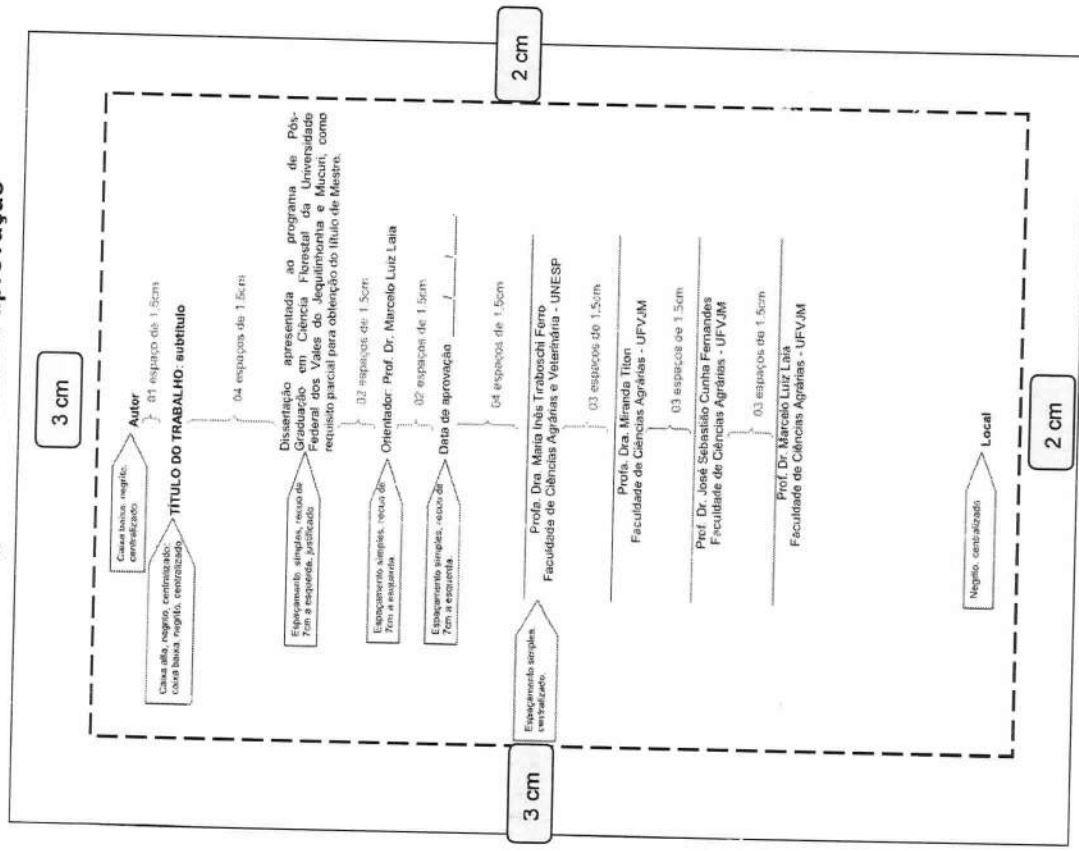 aprovação
3 cm
Caixa baixa, negrito,
centralizado.
Autor
01 espaço de 1.5cm
Caixa alta, negrito, centralizado:
caixa baixa, negrito, centralizado
TÍTULO DO TRABALHO: subtítulo
04 espaços de 1.5cm
Espaçamento simples, recuo de
7cm a esquerda, justificado
Dissertação apresentada ao programa de Pós-
Graduação em Ciência Florestal da Universidade
Federal dos Vales do Jequitinhonha e Mucuri, como
requisito parcial para obtenção do título de Mestre.
02 espaços de 1.5cm
Espaçamento simples, recuo de
7cm a esquerda.
Orientador: Prof. Dr. Marcelo Luiz Laia
02 espaços de 1.5cm
Espaçamento simples, recuo de
7cm a esquerda.
Data de aprovação ____/____/____
04 espaços de 1.5cm
Espaçamento simples,
centralizado.
Profa. Dra. Maria Inês Tiraboschi Ferro
Faculdade de Ciências Agrárias e Veterinária - UNESP
03 espaços de 1.5cm
Profa. Dra. Miranda Titon
Faculdade de Ciências Agrárias - UFVJM
03 espaços de 1.5cm
Prof. Dr. José Sebastião Cunha Fernandes
Faculdade de Ciências Agrárias - UFVJM
03 espaços de 1.5cm
Prof. Dr. Marcelo Luiz Laia
Faculdade de Ciências Agrárias - UFVJM
3 cm
2 cm
Negrito, centralizado
Local
2 cm